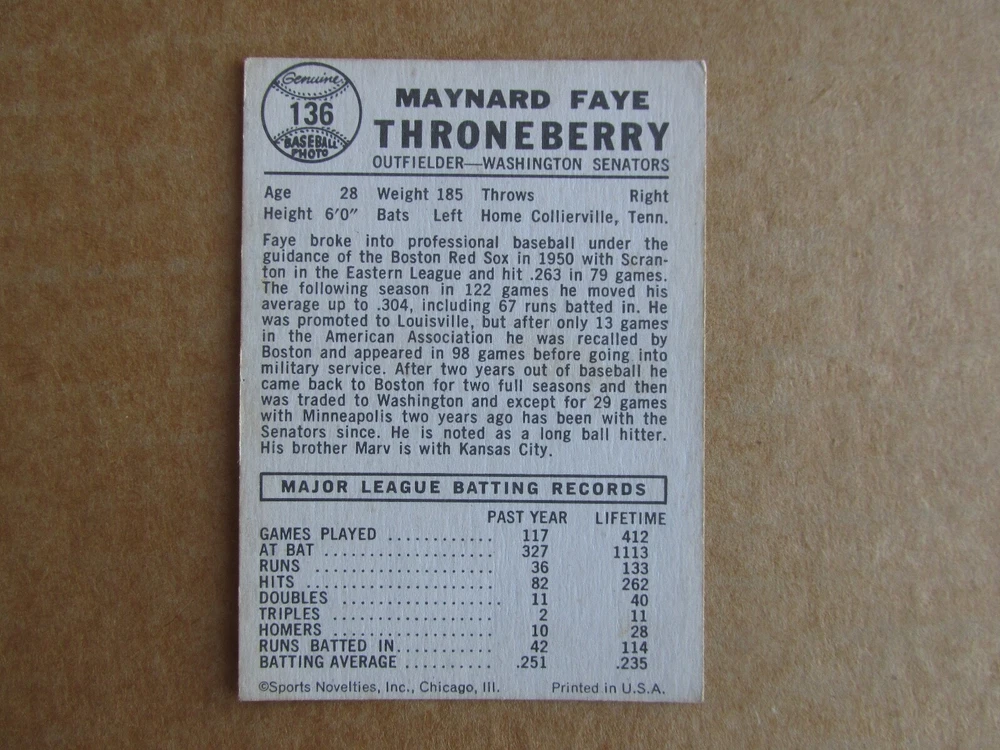 Genuine
136
BASEBALL
PHOTO
MAYNARD FAYE
THRONEBERRY
OUTFIELDER—WASHINGTON SENATORS
Age 28 Weight 185 Throws Right
Height 6'0" Bats Left Home Collierville, Tenn.
Faye broke into professional baseball under the
guidance of the Boston Red Sox in 1950 with Scran-
ton in the Eastern League and hit .263 in 79 games.
The following season in 122 games he moved his
average up to .304, including 67 runs batted in. He
was promoted to Louisville, but after only 13 games
in the American Association he was recalled by
Boston and appeared in 98 games before going into
military service. After two years out of baseball he
came back to Boston for two full seasons and then
was traded to Washington and except for 29 games
with Minneapolis two years ago has been with the
Senators since. He is noted as a long ball hitter.
His brother Marv is with Kansas City.
MAJOR LEAGUE BATTING RECORDS
PAST YEAR LIFETIME
GAMES PLAYED ............ 117 412
AT BAT ................... 327 1113
RUNS ..................... 36 133
HITS ..................... 82 262
DOUBLES .................. 11 40
TRIPLES .................. 2 11
HOMERS .................. 10 28
RUNS BATTED IN........... 42 114
BATTING AVERAGE .......... .251 .235
©Sports Novelties, Inc., Chicago, Ill. Printed in U.S.A.